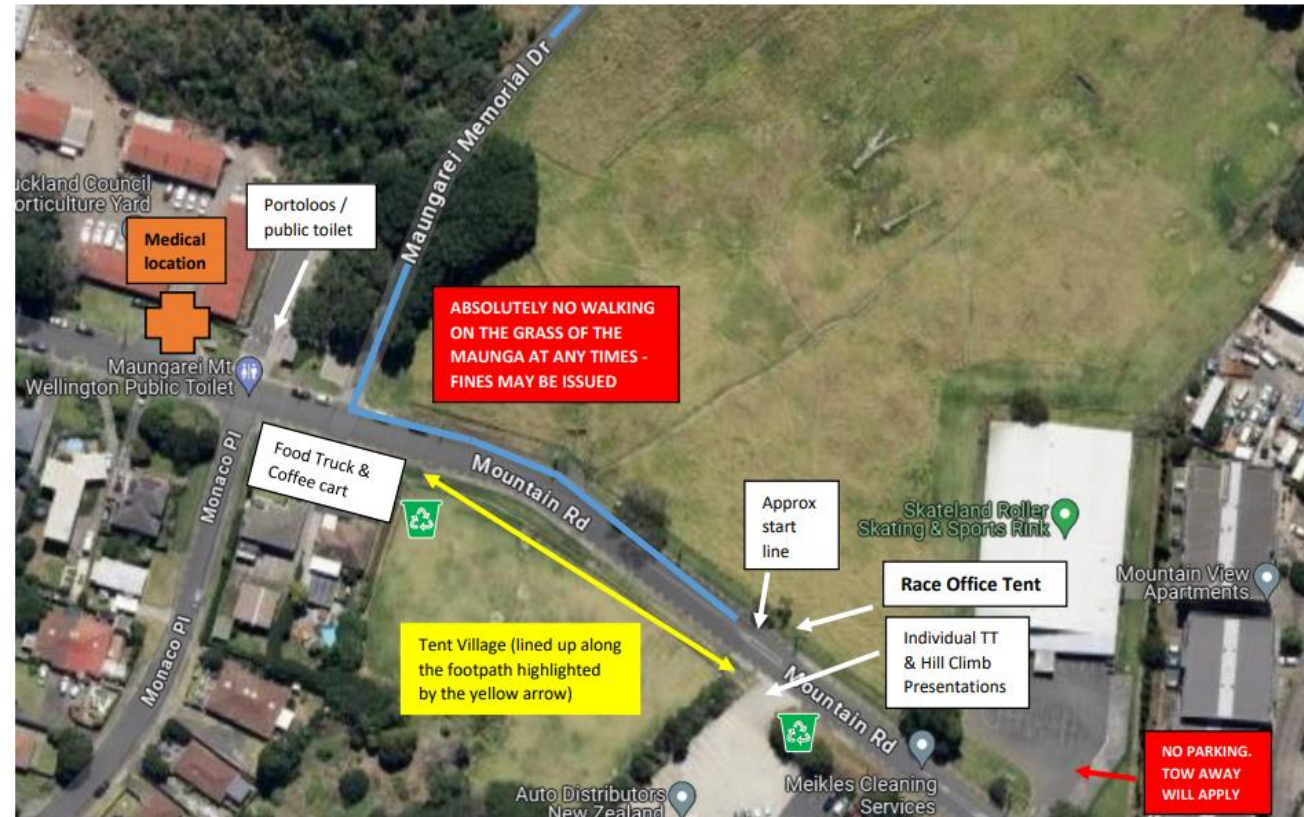 Maungarei Memorial Dr
uckland Council
orticulture Yard
Portoloos /
public toilet
Medical
location
ABSOLUTELY NO WALKING
ON THE GRASS OF THE
MAUNGA AT ANY TIMES -
FINES MAY BE ISSUED
Maungarei Mt
Wellington Public Toilet
Food Truck &
Coffee cart
Monaco Pl
Mountain Rd
Approx
start
line
Skateland Roller
Skating & Sports Rink
Race Office Tent
Mountain View
Apartments
Individual TT
& Hill Climb
Presentations
Tent Village (lined up along
the footpath highlighted
by the yellow arrow)
Monaco Pl
Mountain Rd
Meikles Cleaning
Services
NO PARKING.
TOW AWAY
WILL APPLY
Auto Distributors
New Zealand